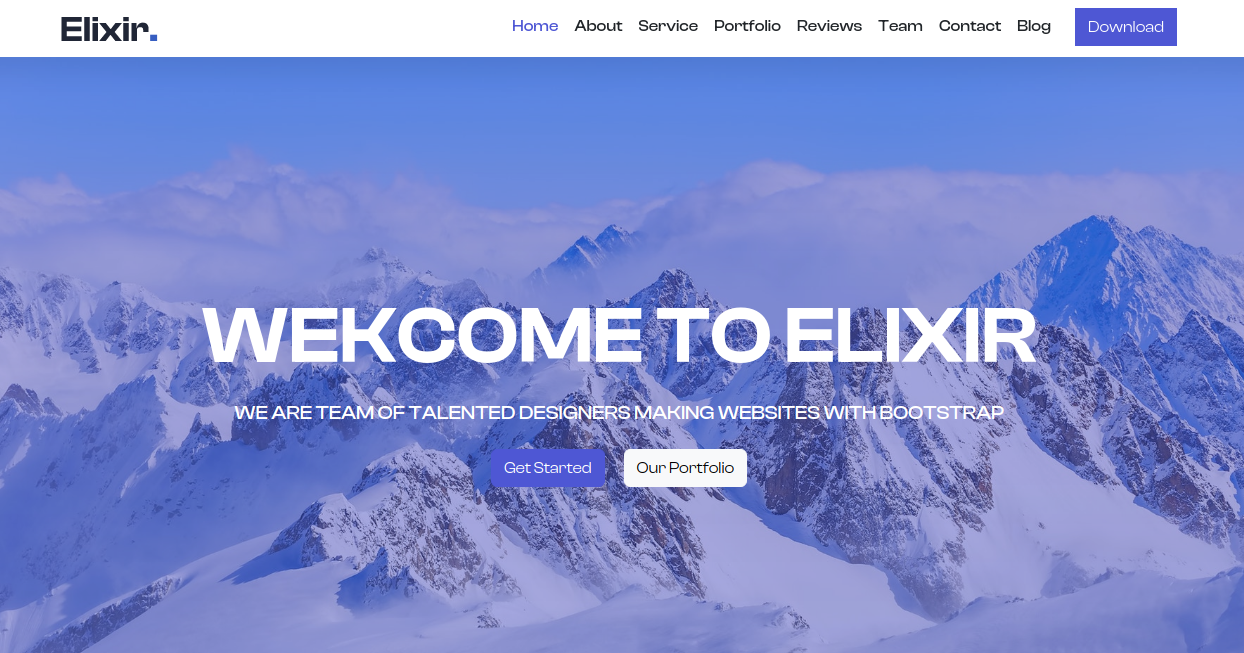 Elixir.
Home About Service Portfolio Reviews Team Contact Blog Download
WEKCOME TO ELIXIR
WE ARE TEAM OF TALENTED DESIGNERS MAKING WEBSITES WITH BOOTSTRAP
Get Started Our Portfolio